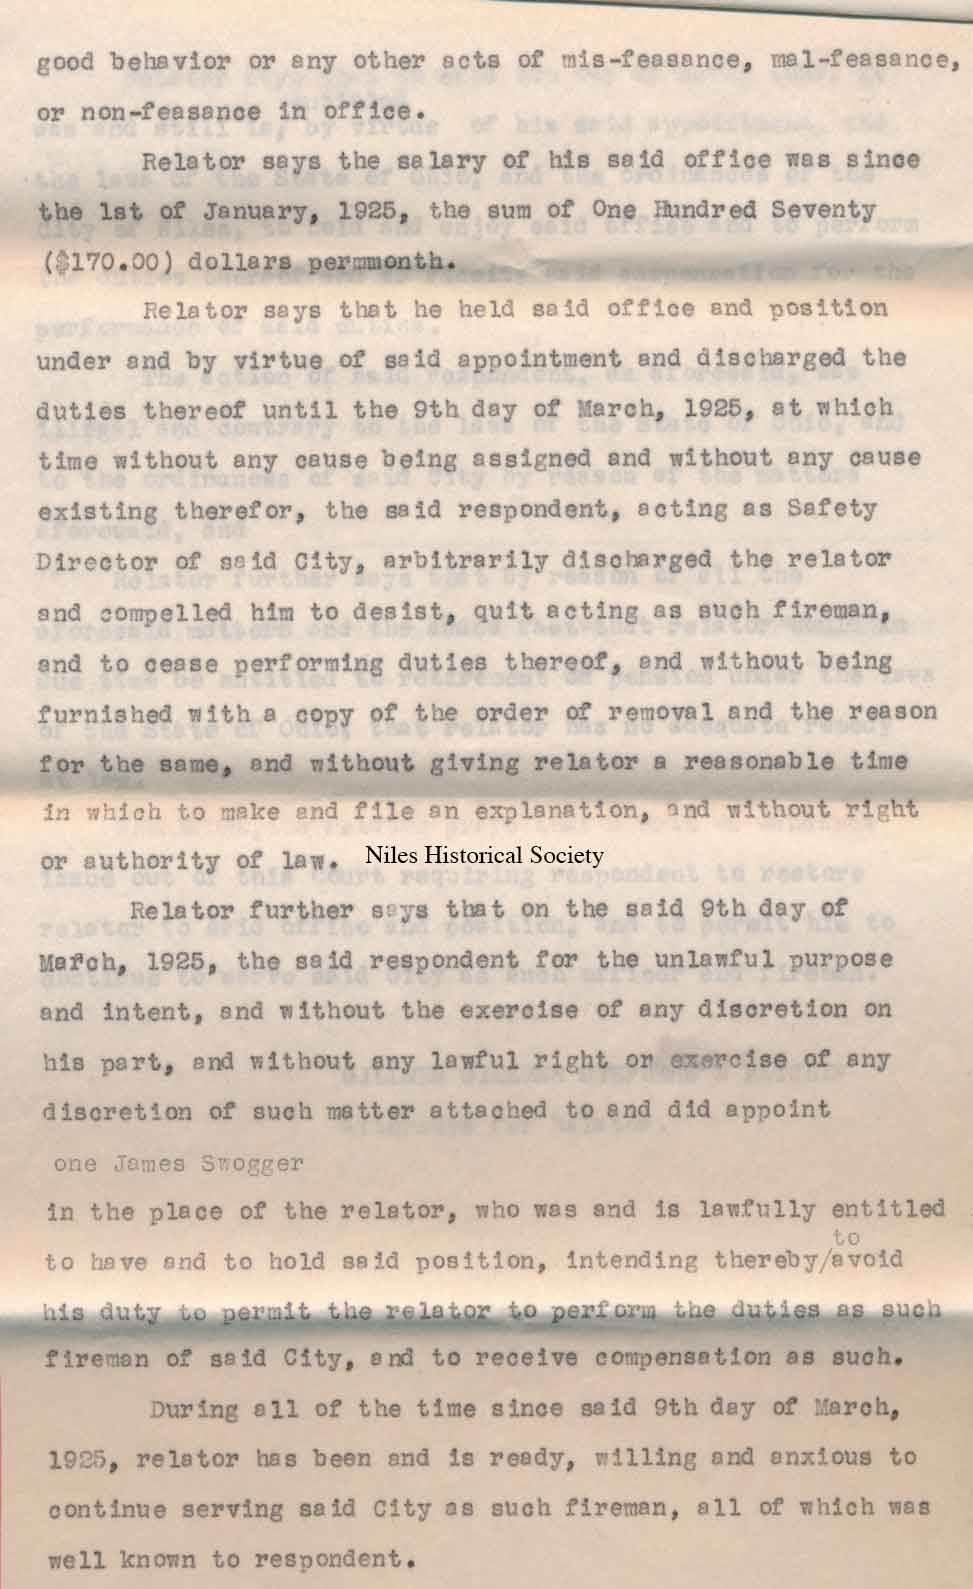 good behavior or any other acts of mis-feasance, mal-feasance,
or non-feasance in office.
Relator says the salary of his said office was since
the 1st of January, 1925, the sum of One Hundred Seventy
($170.00) dollars permmonth.
Relator says that he held said office and position
under and by virtue of said appointment and discharged the
duties thereof until the 9th day of March, 1925, at which
time without any cause being assigned and without any cause
existing therefor, the said respondent, acting as Safety
Director of said City, arbitrarily discharged the relator
and compelled him to desist, quit acting as such fireman,
and to cease performing duties thereof, and without being
furnished with a copy of the order of removal and the reason
for the same, and without giving relator a reasonable time
in which to make and file an explanation, and without right
or authority of law. Niles Historical Society
Relator further says that on the said 9th day of
March, 1925, the said respondent for the unlawful purpose
and intent, and without the exercise of any discretion on
his part, and without any lawful right or exercise of any
discretion of such matter attached to and did appoint
one James Swogger
in the place of the relator, who was and is lawfully entitled
to
to have and to hold said position, intending thereby/avoid
his duty to permit the relator to perform the duties as such
fireman of said City, and to receive compensation as such.
During all of the time since said 9th day of March,
1925, relator has been and is ready, willing and anxious to
continue serving said City as such fireman, all of which was
well known to respondent.